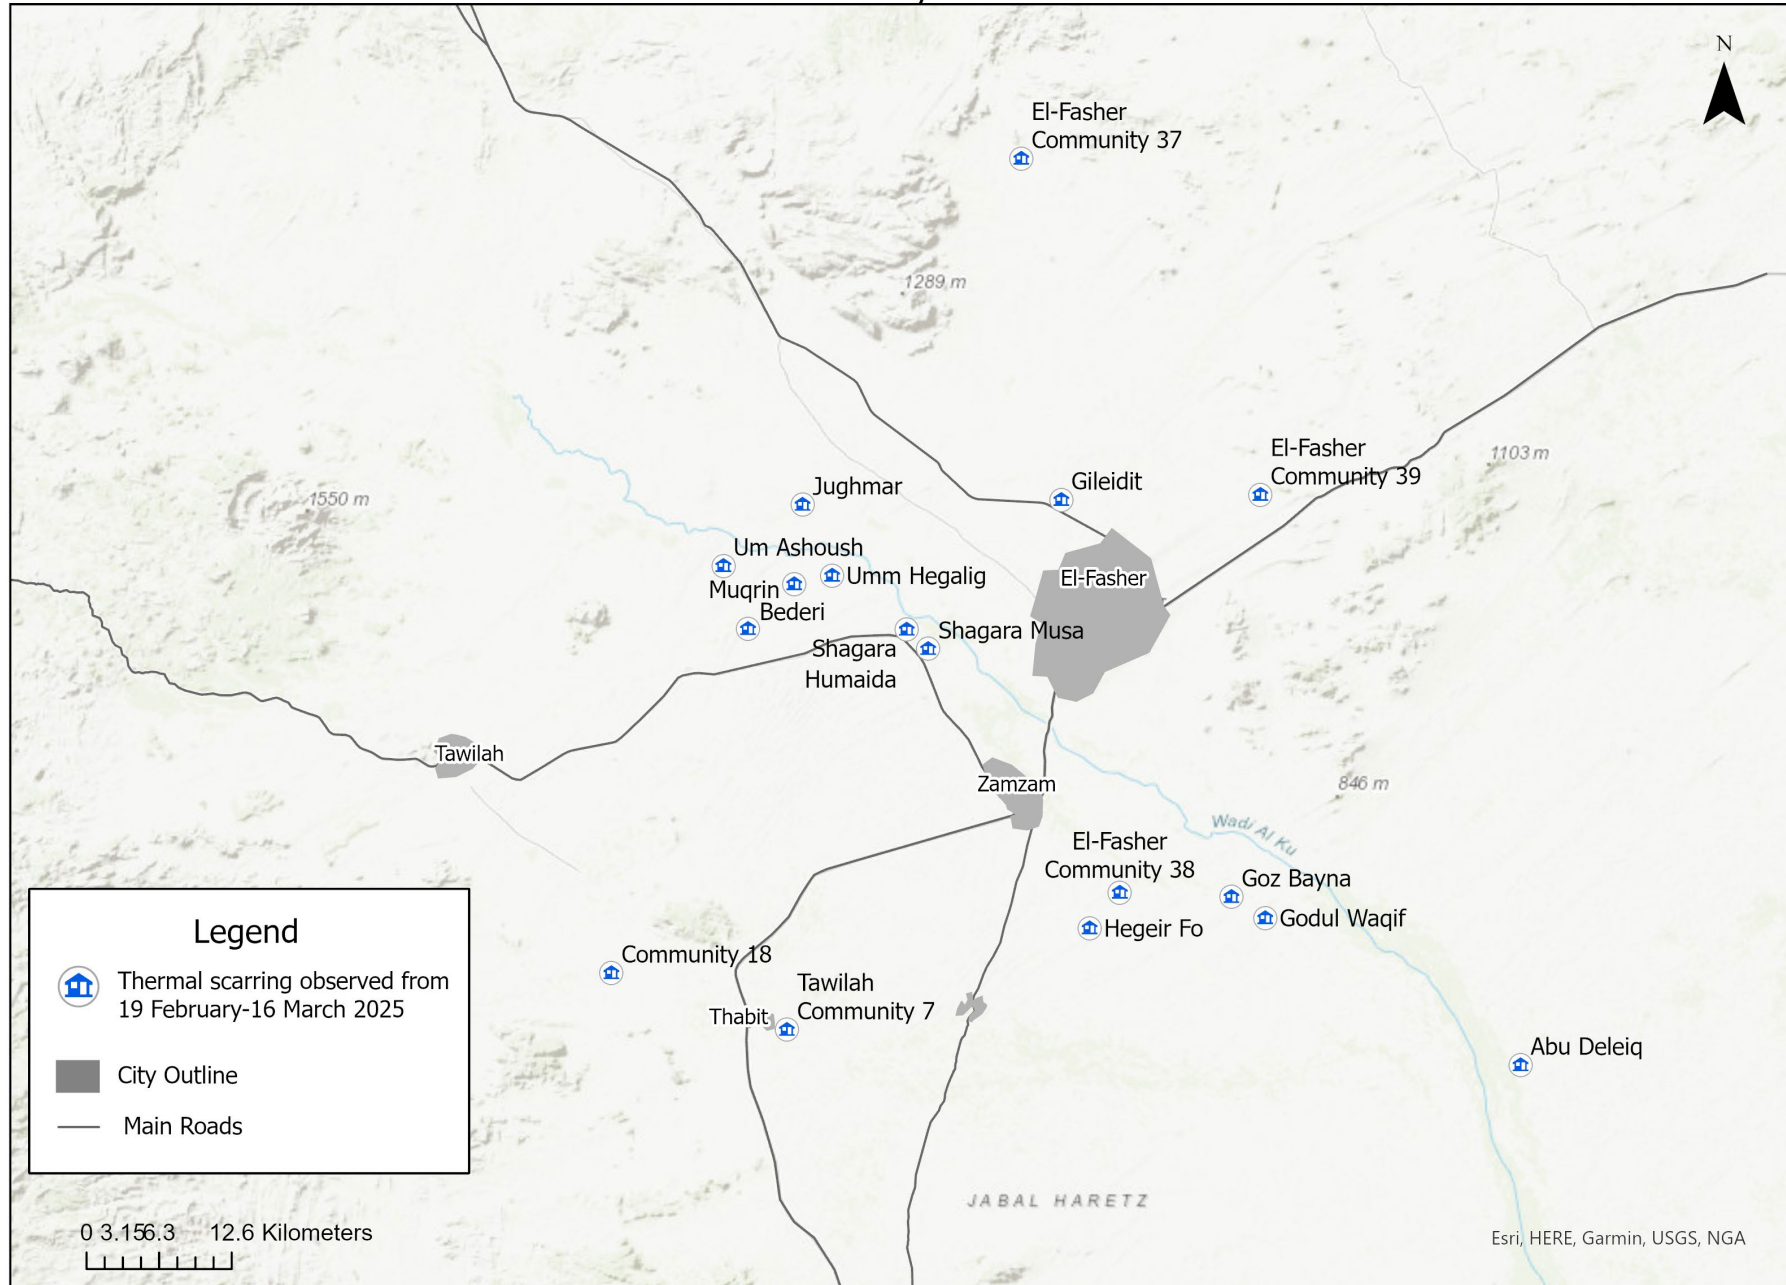 N
El-Fasher
Community 37
1289 m
El-Fasher
Community 39
1103 m
Gileidit
Jughmar
1550 m
Um Ashoush
Umm Hegalig
El-Fasher
Muqrin
Bederi
Shagara Musa
Shagara
Humaida
Tawilah
Zamzam
846 m
Wadi Al Ku
El-Fasher
Community 38
Goz Bayna
Godul Waqif
Hegeir Fo
Community 18
Tawilah
Community 7
Thabit
Abu Deleiq
JABAL HARETZ
Legend
Thermal scarring observed from
19 February-16 March 2025
City Outline
Main Roads
0 3.15 6.3 12.6 Kilometers
Esri, HERE, Garmin, USGS, NGA